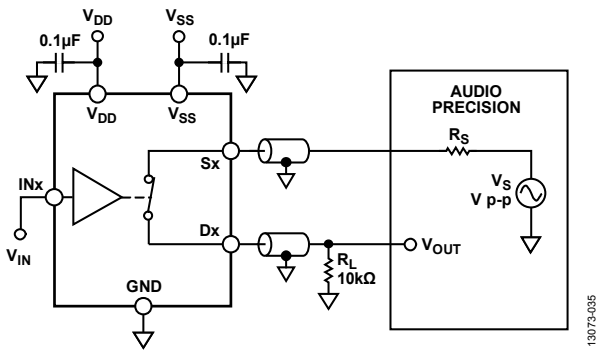 VDD
VSS
0.1µF
0.1µF
VDD
VSS
AUDIO
PRECISION
RS
Sx
VS
V p-p
INx
Dx
VOUT
VIN
RL
10kΩ
GND
13073-035